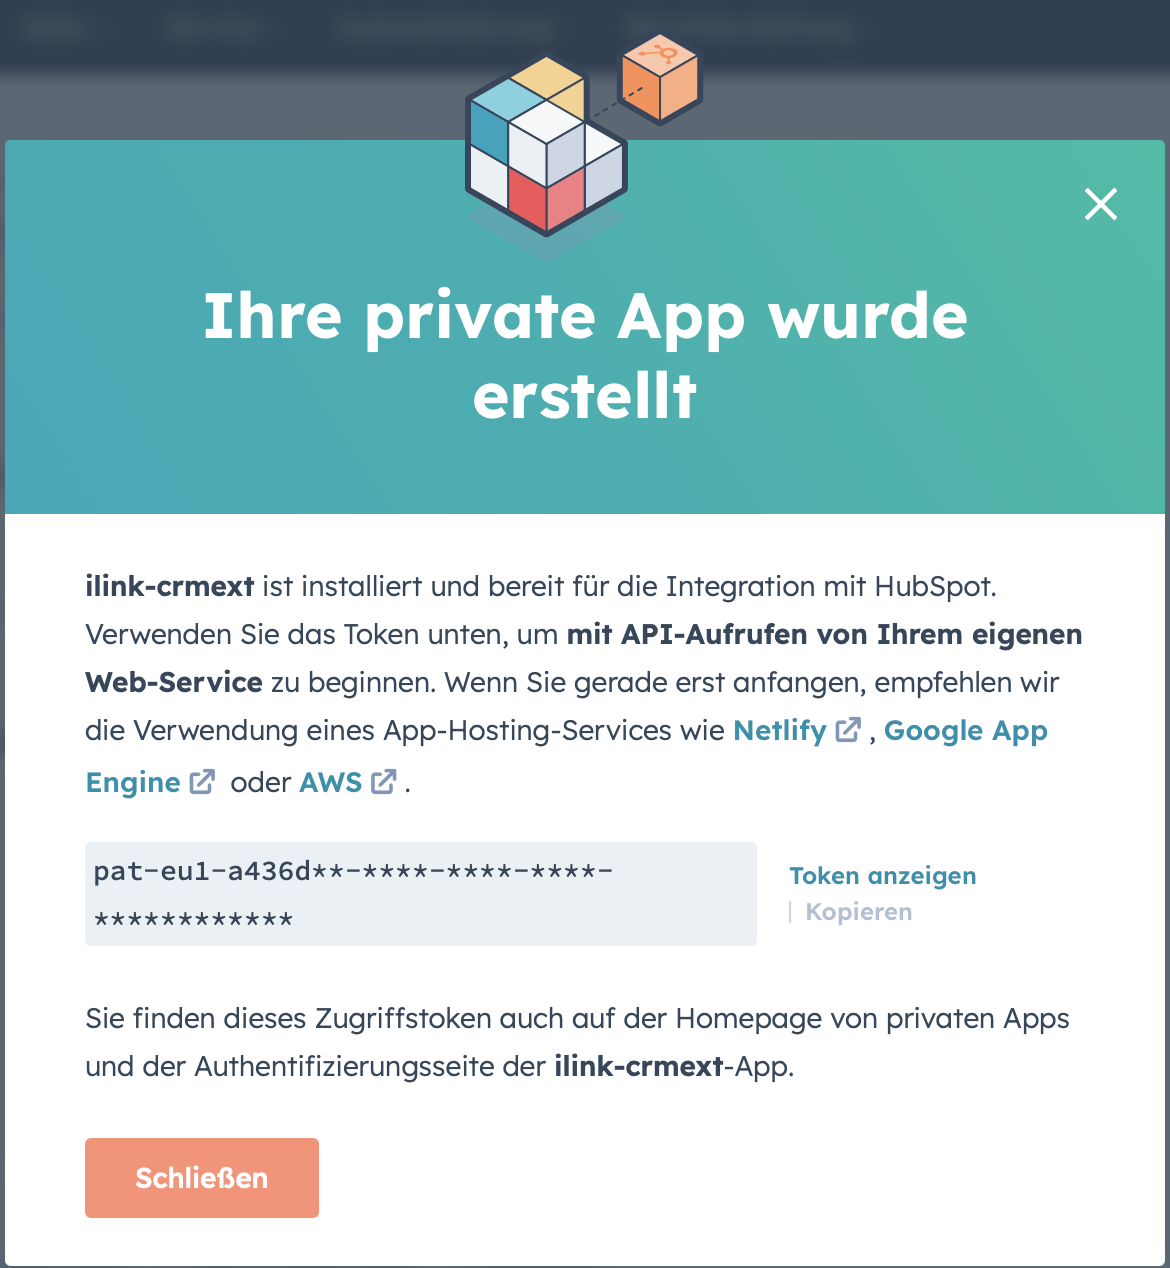 Ihre private App wurde
erstellt
ilink-crmext ist installiert und bereit für die Integration mit HubSpot.
Verwenden Sie das Token unten, um mit API-Aufrufen von Ihrem eigenen
Web-Service zu beginnen. Wenn Sie gerade erst anfangen, empfehlen wir
die Verwendung eines App-Hosting-Services wie Netlify , Google App
Engine oder AWS .
pat-eu1-a436d**-****-****-****-
************
Token anzeigen
| Kopieren
Sie finden dieses Zugriffstoken auch auf der Homepage von privaten Apps
und der Authentifizierungsseite der ilink-crmext-App.
Schließen